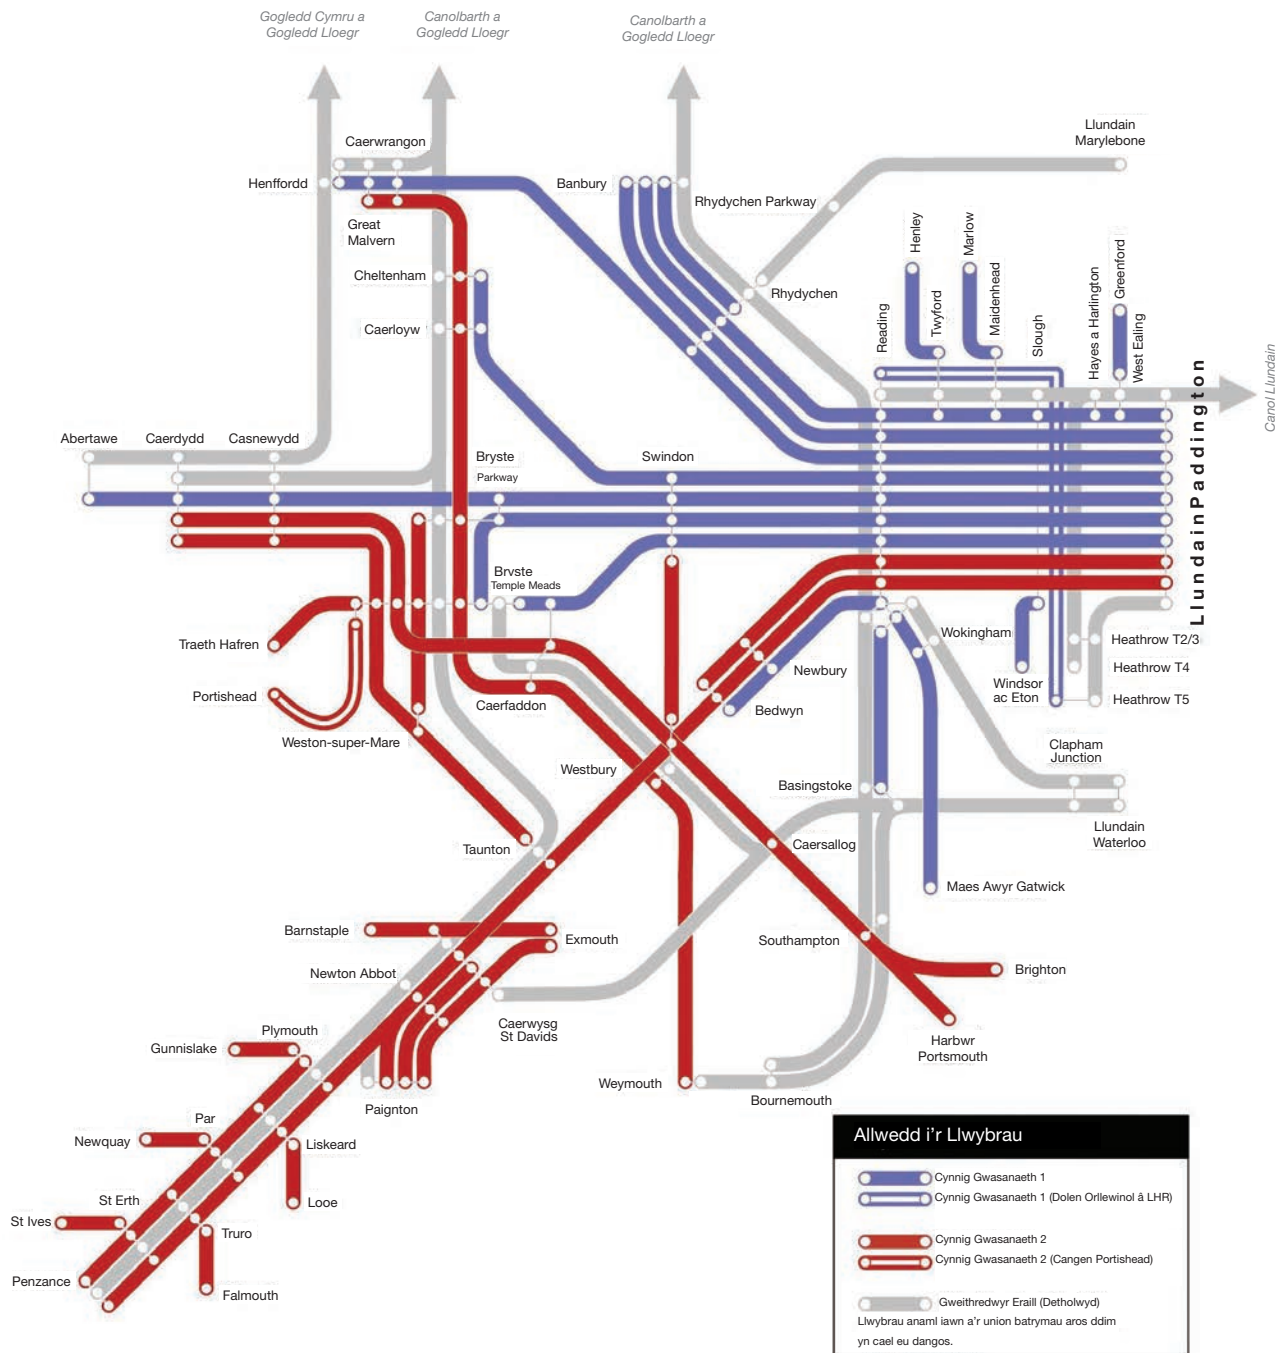 Gogledd Cymru a
Gogledd Lloegr
Canolbarth a
Gogledd Lloegr
Canolbarth a
Gogledd Lloegr
Llundain
Marylebone
Caerwrangon
Henffordd
Banbury
Rhydychen Parkway
Great
Malvern
Henley
Marlow
Greenford
Cheltenham
Rhydychen
Hayes a Harlington
Caerloyw
Reading
Twyford
Maidenhead
Slough
West Ealing
Canol Llundain
Llundain Paddington
Abertawe
Caerdydd
Casnewydd
Bryste
Parkway
Swindon
Bryste
Temple Meads
Traeth Hafren
Wokingham
Heathrow T2/3
Newbury
Heathrow T4
Portishead
Windsor
ac Eton
Heathrow T5
Caerfaddon
Bedwyn
Weston-super-Mare
Clapham
Junction
Westbury
Basingstoke
Llundain
Waterloo
Taunton
Caersallog
Maes Awyr Gatwick
Barnstaple
Exmouth
Southampton
Newton Abbot
Brighton
Caerwysg
St Davids
Plymouth
Gunnislake
Harbwr
Portsmouth
Weymouth
Bournemouth
Paignton
Par
Newquay
Liskeard
St Erth
Looe
St Ives
Truro
Penzance
Falmouth
Allwedd i'r Llwybrau
Cynnig Gwasanaeth 1
Cynnig Gwasanaeth 1 (Dolen Orllewinol â LHR)
Cynnig Gwasanaeth 2
Cynnig Gwasanaeth 2 (Cangen Portishead)
Gweithredwyr Eraill (Detholwyd)
Llwybrau anaml iawn a'r union batrymau aros ddim
yn cael eu dangos.